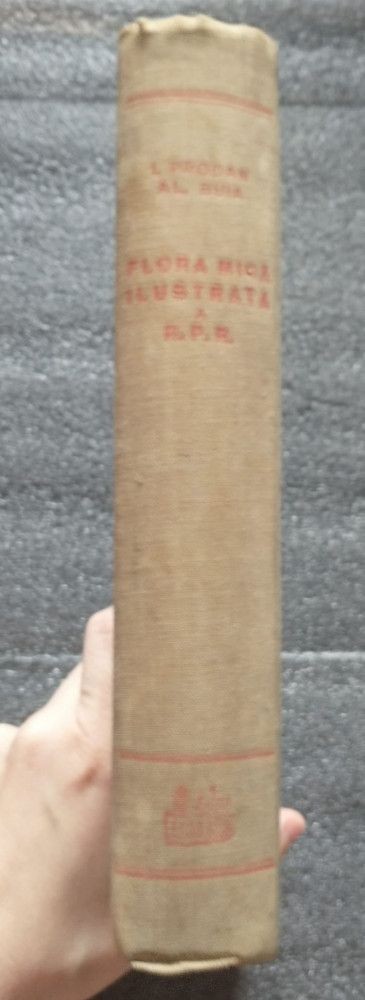 I. PRODAN
AL. BUIA
FLORA MICĂ
ILUSTRATĂ
A
R.P.R.